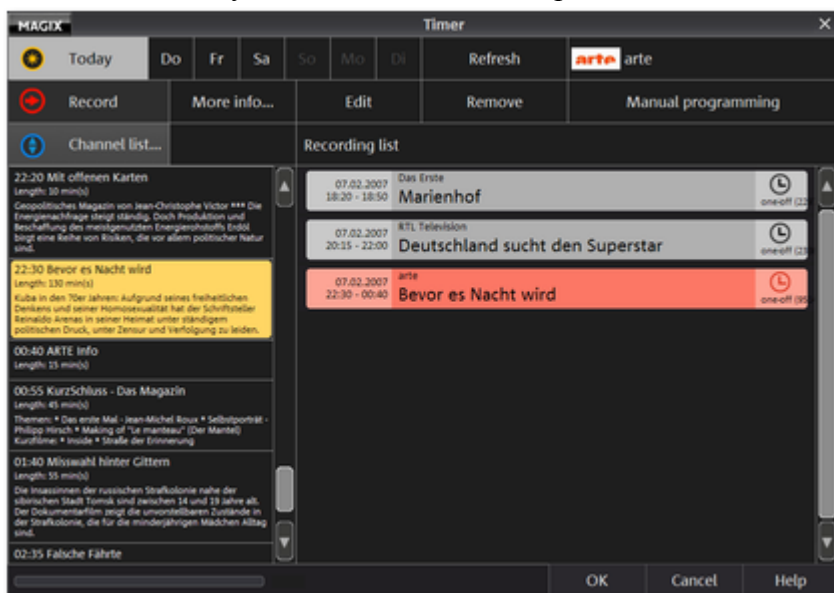 MAGIX
Timer
Today
Do
Fr
Sa
So
Mo
Di
Refresh
arte arte
Record
More info...
Edit
Remove
Manual programming
Channel list...
Recording list
22:20 Mit offenen Karten
Length: 10 min(s)
Geopolitisches Magazin von Jean-Christophe Victor *** Die
Energienachfrage steigt ständig. Doch Produktion und
Beschaffung des meistgenutzten Energierohstoffs Erdöl
birgt eine Reihe von Risiken, die vor allem politischer Natur
sind.
22:30 Bevor es Nacht wird
Length: 130 min(s)
Kuba in den 70er Jahren: Aufgrund seines freiheitlichen
Denkens und seiner Homosexualität hat der Schriftsteller
Reinaldo Arenas in seiner Heimat unter ständigem
politischen Druck, unter Zensur und Verfolgung zu leiden.
00:40 ARTE Info
Length: 15 min(s)
00:55 KurzSchluss - Das Magazin
Length: 45 min(s)
Themen: * Das erste Mal - Jean-Michel Roux * Selbstporträt -
Philipp Hirsch * Making of "Le manteau" (Der Mantel)
Kurzfilme: * Inside * Straße der Erinnerung
01:40 Misswahl hinter Gittern
Length: 55 min(s)
Die Insassinnen der russischen Strafkolonie nahe der
sibirischen Stadt Tomsk sind zwischen 14 und 19 Jahre alt.
Der Dokumentarfilm zeigt die unvorstellbaren Zustände in
der Strafkolonie, die für die minderjährigen Mädchen Alltag
sind.
02:35 Falsche Fährte
07.02.2007
18:20 - 18:50
Das Erste
Marienhof
one-off (22
07.02.2007
20:15 - 22:00
RTL Television
Deutschland sucht den Superstar
one-off (23
07.02.2007
22:30 - 00:40
arte
Bevor es Nacht wird
one-off (95
OK
Cancel
Help